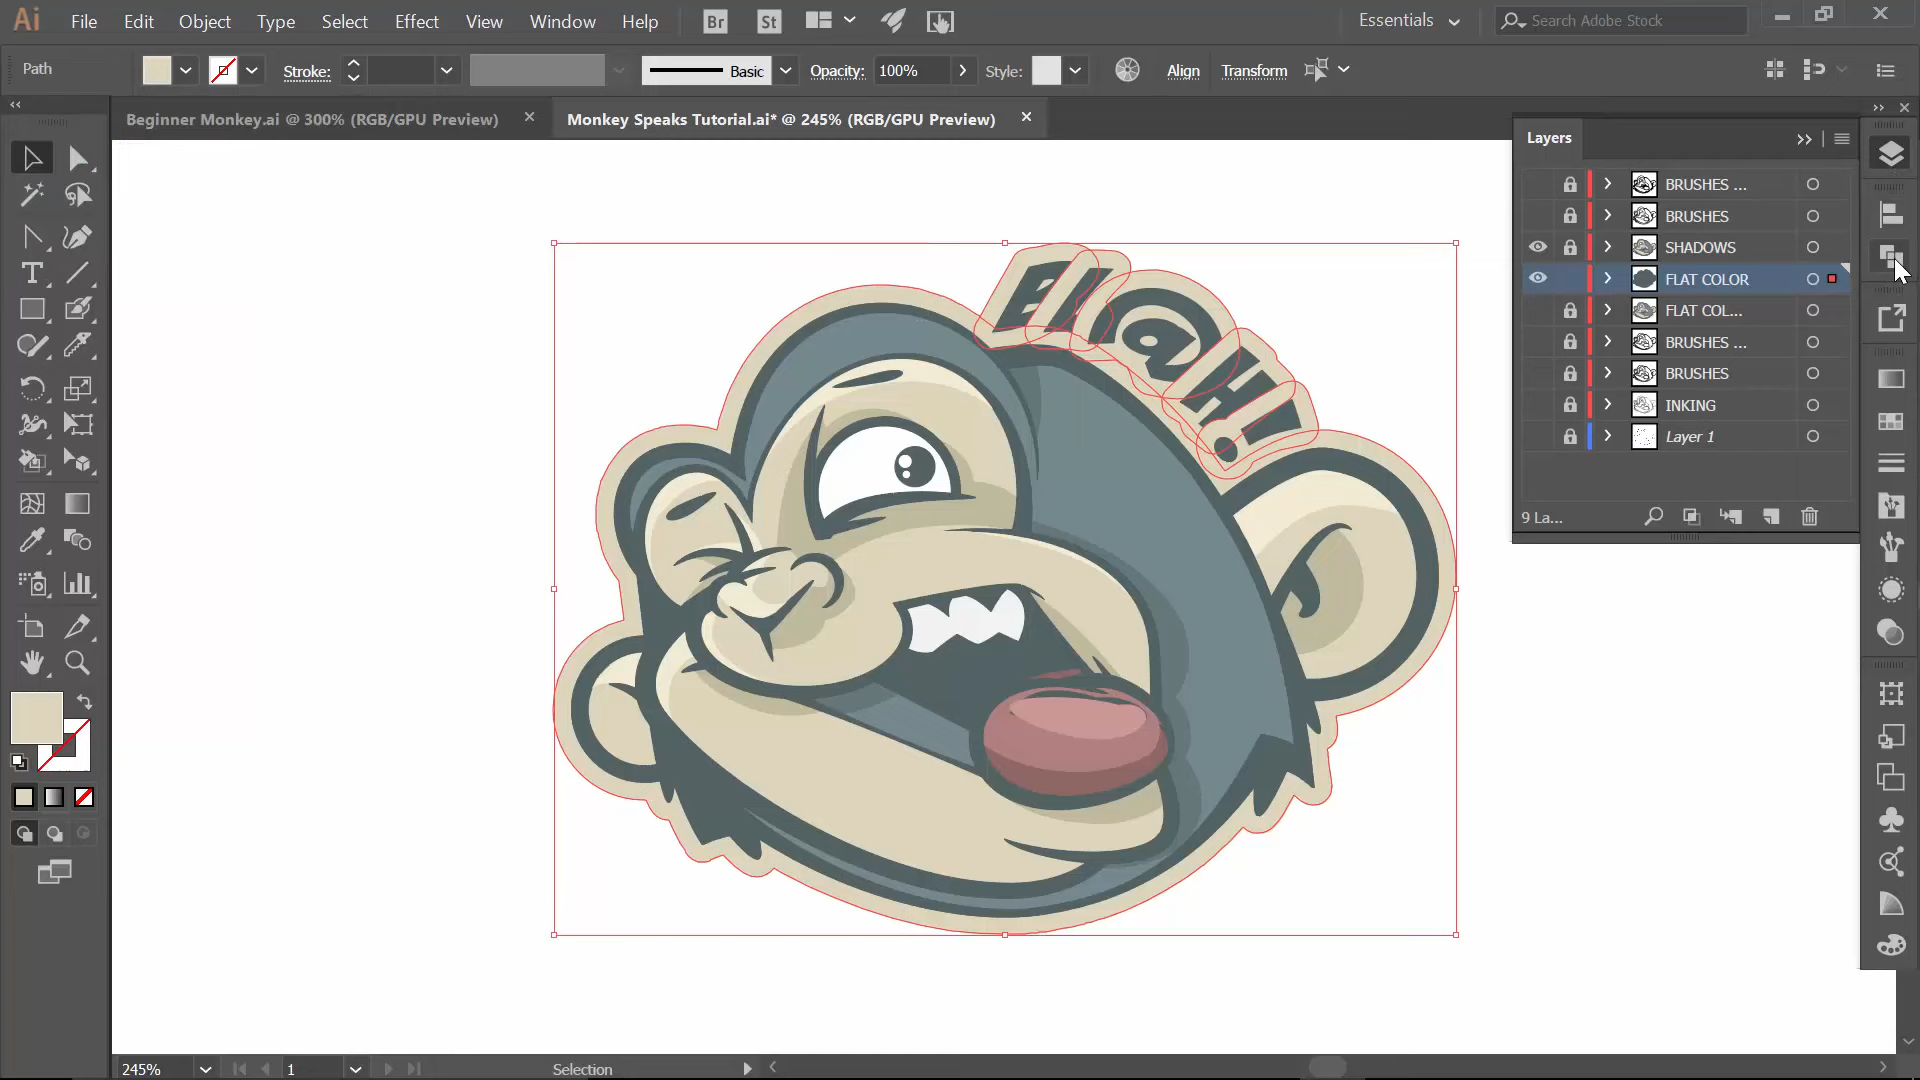 Ai File Edit Object Type Select Effect View Window Help Br St Essentials Search Adobe Stock
Path Stroke: Basic Opacity: 100% Style: Align Transform
Beginner Monkey.ai @ 300% (RGB/GPU Preview) Monkey Speaks Tutorial.ai* @ 245% (RGB/GPU Preview)
Layers
BRUSHES ...
BRUSHES
SHADOWS
FLAT COLOR
FLAT COL...
BRUSHES ...
BRUSHES
INKING
Layer 1
9 La...
Bl@H!
245% 1 Selection